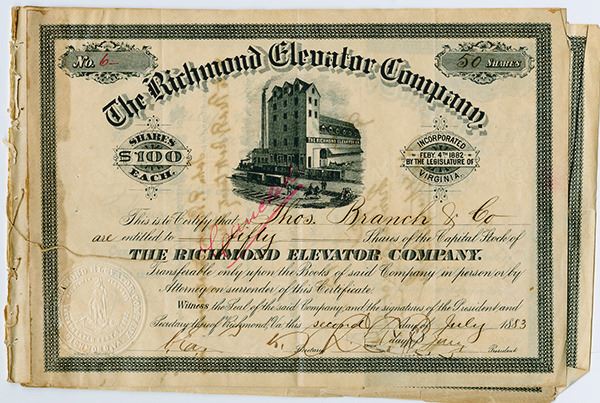 No. 6
50 SHARES
The Richmond Elevator Company.
THE RICHMOND ELEVATOR CO.
SHARES
$100
EACH.
INCORPORATED
FEBY. 4TH 1882
BY THE LEGISLATURE OF
VIRGINIA.
This is to Certify that Thos. Branch & Co
are entitled to fifty Shares of the Capital Stock of
THE RICHMOND ELEVATOR COMPANY.
Transferable only upon the Books of said Company in person or by
Attorney on surrender of this Certificate.
Witness the Seal of the said Company, and the signatures of the President and
Secretary thereof Richmond, Va. this second day of July 1883
Secretary President